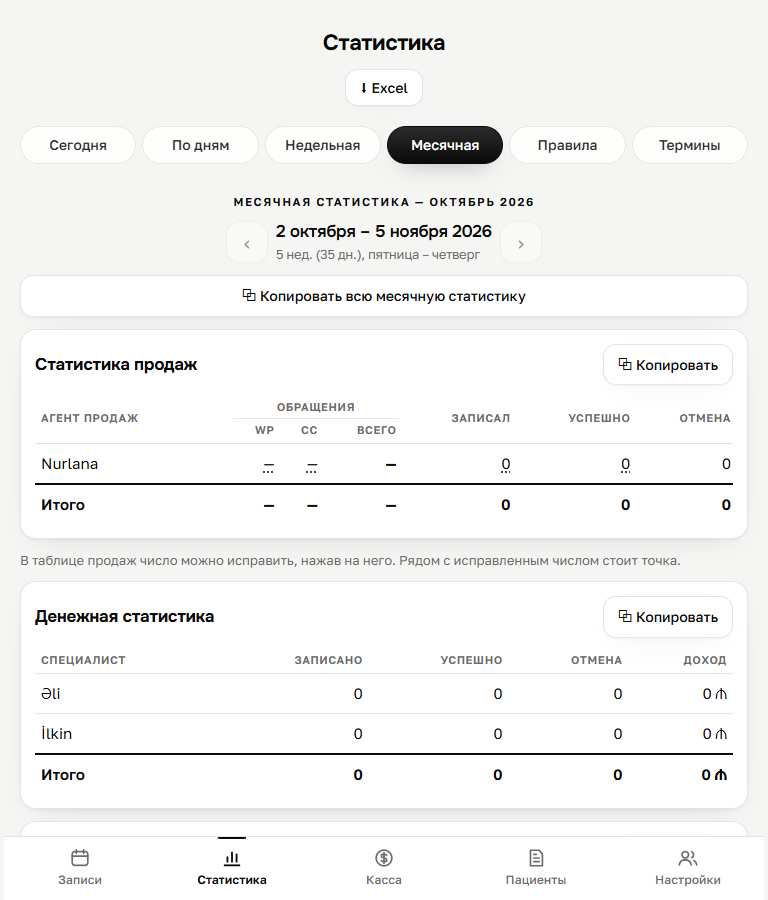 Статистика
⭳ Excel
Сегодня По дням Недельная Месячная Правила Термины
МЕСЯЧНАЯ СТАТИСТИКА — ОКТЯБРЬ 2026
‹ 2 октября – 5 ноября 2026 ›
5 нед. (35 дн.), пятница – четверг
Копировать всю месячную статистику
Статистика продаж Копировать
АГЕНТ ПРОДАЖ ОБРАЩЕНИЯ ЗАПИСАЛ УСПЕШНО ОТМЕНА
WP CC ВСЕГО
Nurlana — — — 0 0 0
Итого — — — 0 0 0
В таблице продаж число можно исправить, нажав на него. Рядом с исправленным числом стоит точка.
Денежная статистика Копировать
СПЕЦИАЛИСТ ЗАПИСАНО УСПЕШНО ОТМЕНА ДОХОД
Əli 0 0 0 0 ₼
İlkin 0 0 0 0 ₼
Итого 0 0 0 0 ₼
Записи Статистика Касса Пациенты Настройки